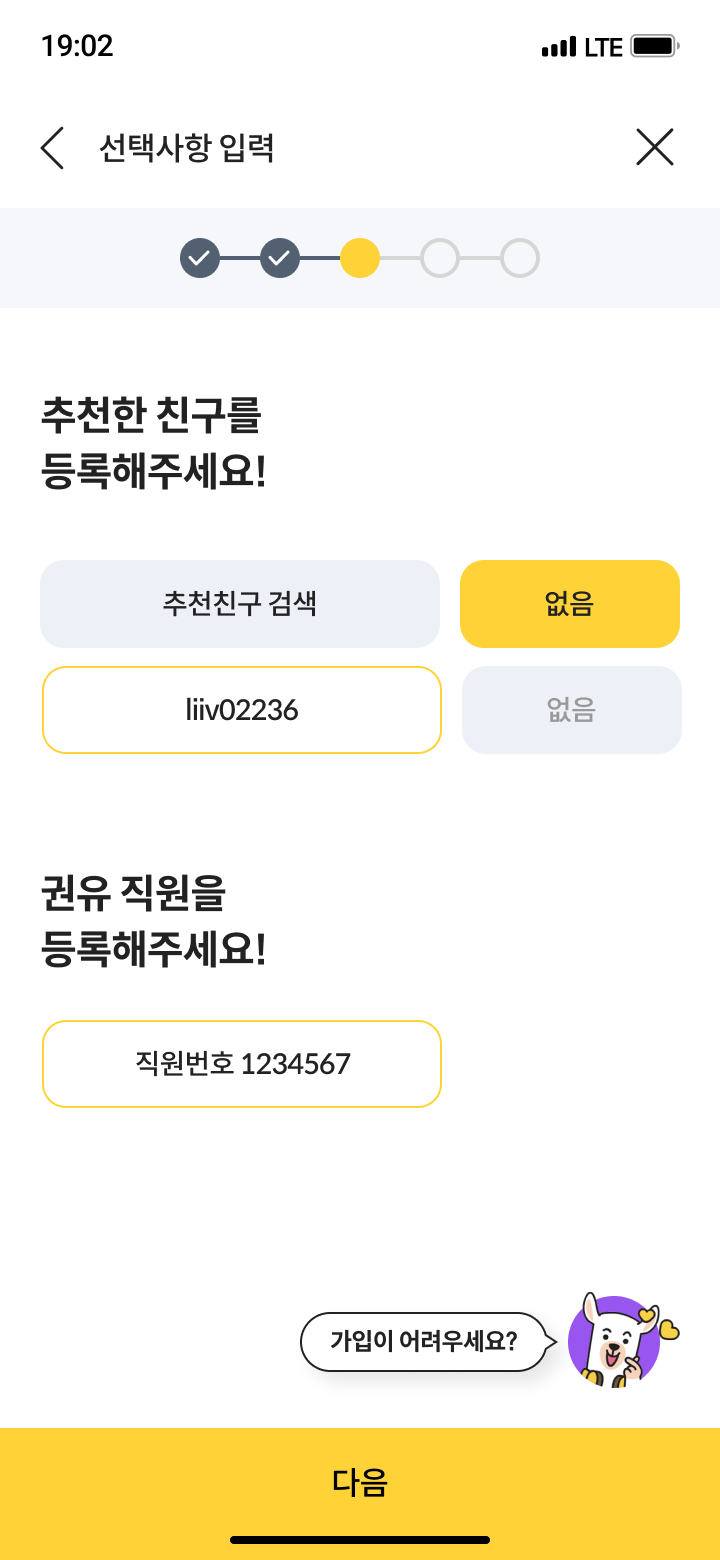 19:02
LTE
선택사항 입력
추천한 친구를
등록해주세요!
추천친구 검색
없음
liiv02236
없음
권유 직원을
등록해주세요!
직원번호 1234567
가입이 어려우세요?
다음